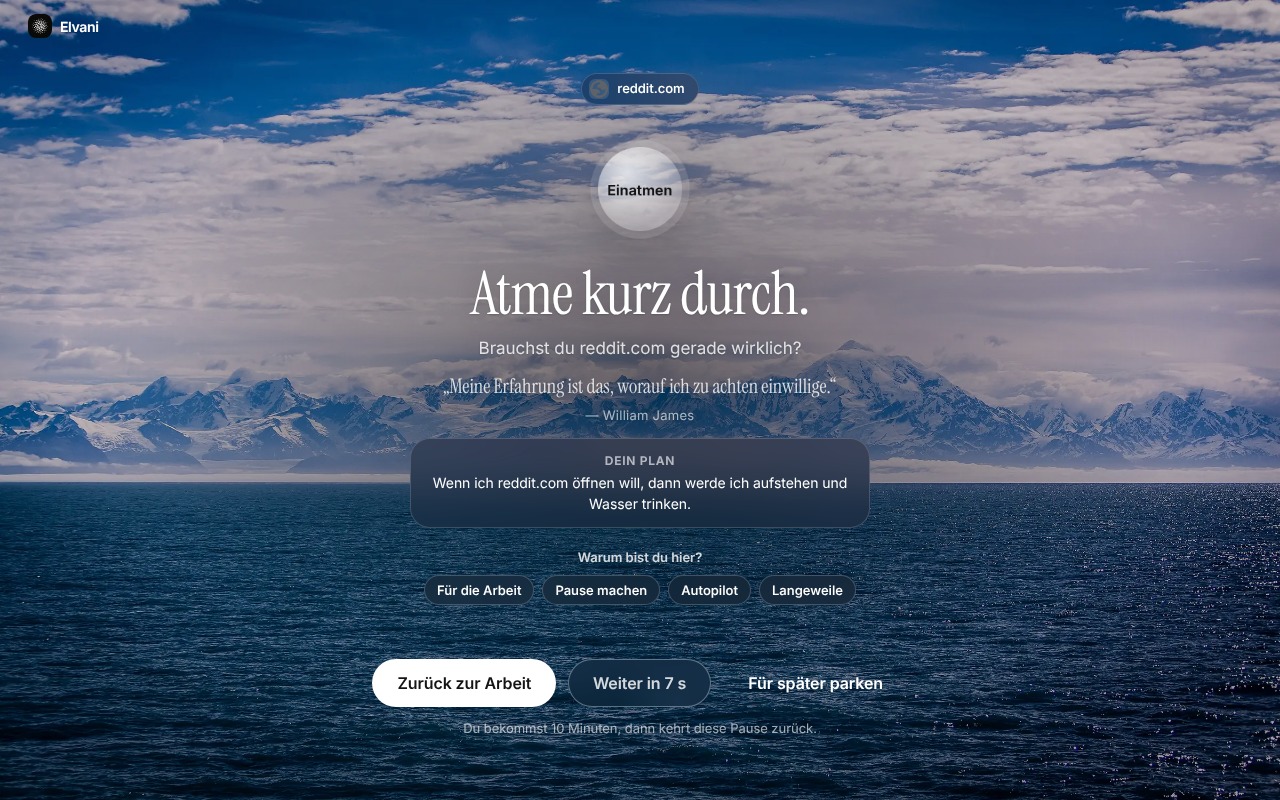 Elvani
reddit.com
Einatmen
Atme kurz durch.
Brauchst du reddit.com gerade wirklich?
„Meine Erfahrung ist das, worauf ich zu achten einwillige.“
— William James
DEIN PLAN
Wenn ich reddit.com öffnen will, dann werde ich aufstehen und
Wasser trinken.
Warum bist du hier?
Für die Arbeit Pause machen Autopilot Langeweile
Zurück zur Arbeit Weiter in 7 s Für später parken
Du bekommst 10 Minuten, dann kehrt diese Pause zurück.